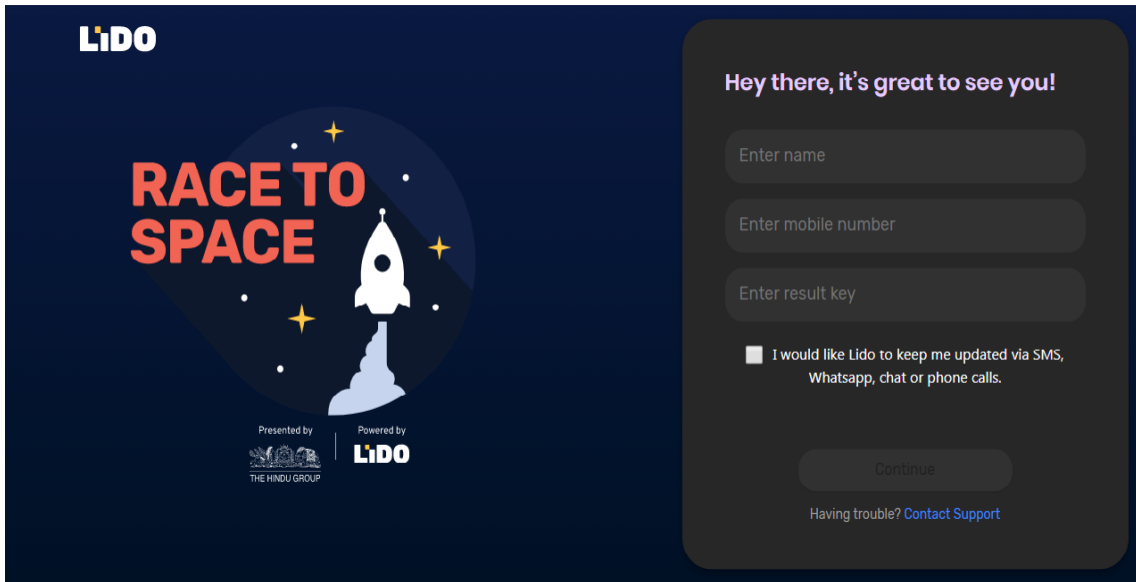 LiDO
RACE TO
SPACE
Presented by
THE HINDU GROUP
Powered by
LiDO
Hey there, it's great to see you!
Enter name
Enter mobile number
Enter result key
I would like Lido to keep me updated via SMS,
Whatsapp, chat or phone calls.
Continue
Having trouble? Contact Support